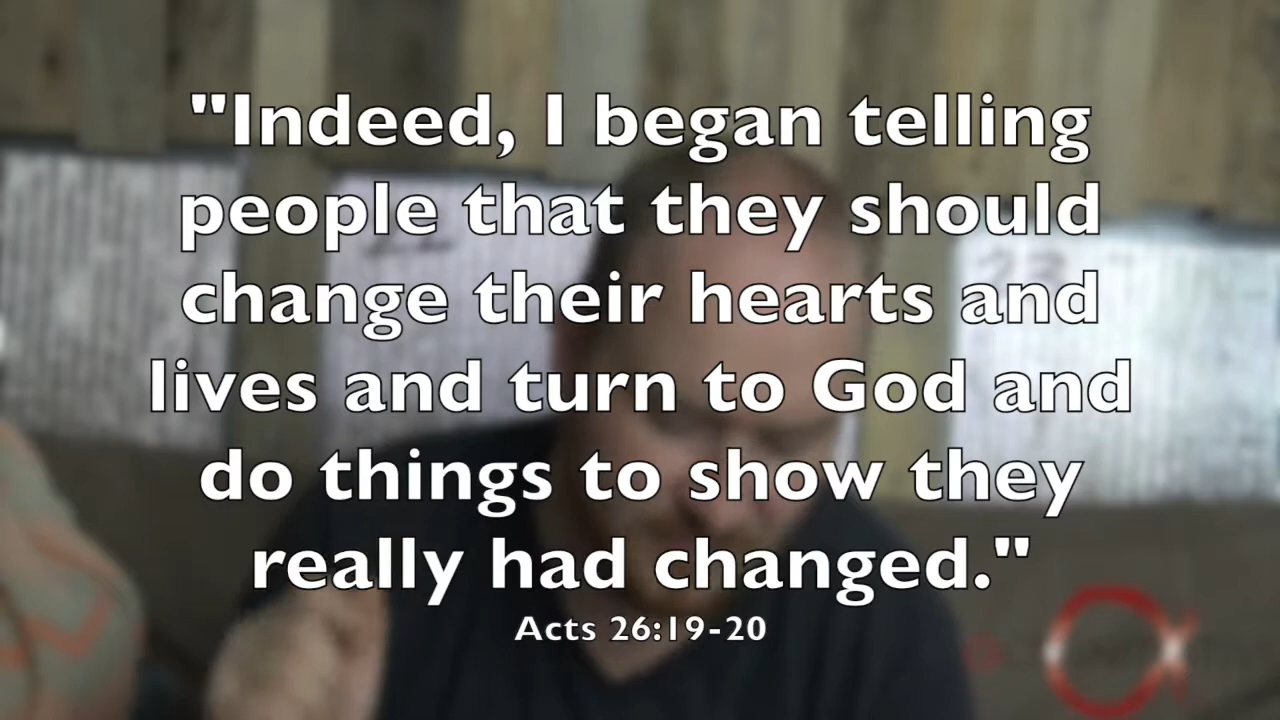 "Indeed, I began telling
people that they should
change their hearts and
lives and turn to God and
do things to show they
really had changed."
Acts 26:19-20